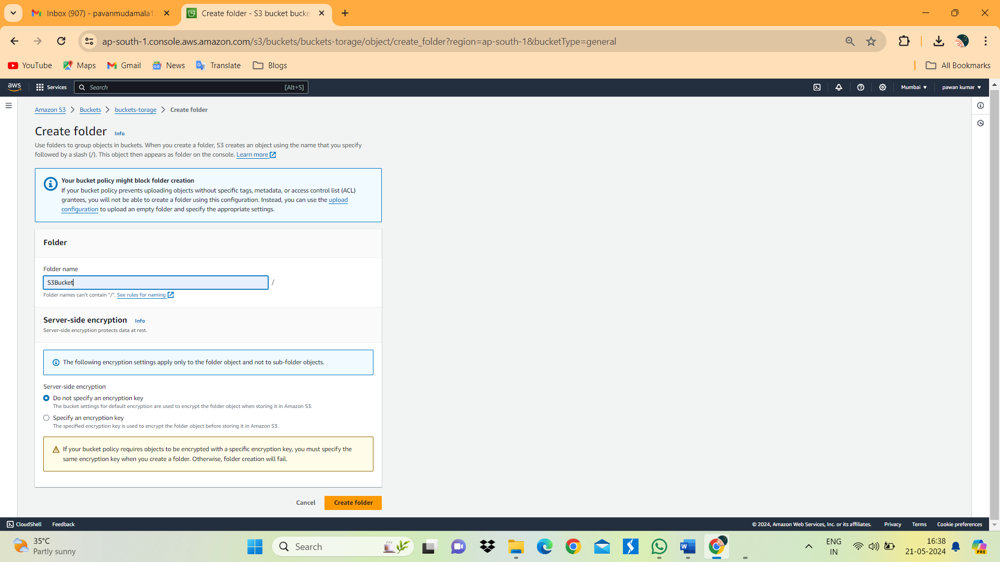 Inbox (907) - pavanmudamala1
Create folder - S3 bucket bucke
ap-south-1.console.aws.amazon.com/s3/buckets/buckets-torage/object/create_folder?region=ap-south-1&bucketType=general
YouTube
Maps
Gmail
News
Translate
Blogs
All Bookmarks
aws
Services
Search
[Alt+S]
Mumbai
pawan kumar
Amazon S3
Buckets
buckets-torage
Create folder
Create folder Info
Use folders to group objects in buckets. When you create a folder, S3 creates an object using the name that you specify
followed by a slash (/). This object then appears as folder on the console. Learn more
Your bucket policy might block folder creation
If your bucket policy prevents uploading objects without specific tags, metadata, or access control list (ACL)
grantees, you will not be able to create a folder using this configuration. Instead, you can use the upload
configuration to upload an empty folder and specify the appropriate settings.
Folder
Folder name
S3Bucket /
Folder names can't contain "/". See rules for naming
Server-side encryption Info
Server-side encryption protects data at rest.
The following encryption settings apply only to the folder object and not to sub-folder objects.
Server-side encryption
Do not specify an encryption key
The bucket settings for default encryption are used to encrypt the folder object when storing it in Amazon S3.
Specify an encryption key
The specified encryption key is used to encrypt the folder object before storing it in Amazon S3.
If your bucket policy requires objects to be encrypted with a specific encryption key, you must specify the
same encryption key when you create a folder. Otherwise, folder creation will fail.
Cancel
Create folder
CloudShell
Feedback
© 2024, Amazon Web Services, Inc. or its affiliates.
Privacy
Terms
Cookie preferences
35°C
Partly sunny
Search
W
ENG
IN
16:38
21-05-2024
PRE